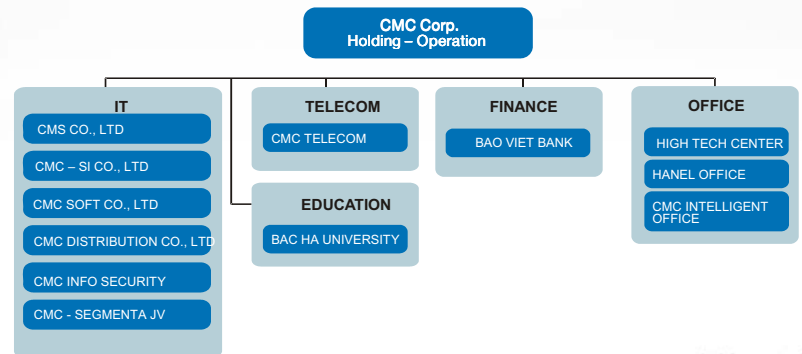 CMC Corp.
Holding – Operation
IT
CMS CO., LTD
CMC – SI CO., LTD
CMC SOFT CO., LTD
CMC DISTRIBUTION CO., LTD
CMC INFO SECURITY
CMC - SEGMENTA JV
TELECOM
CMC TELECOM
EDUCATION
BAC HA UNIVERSITY
FINANCE
BAO VIET BANK
OFFICE
HIGH TECH CENTER
HANEL OFFICE
CMC INTELLIGENT
OFFICE